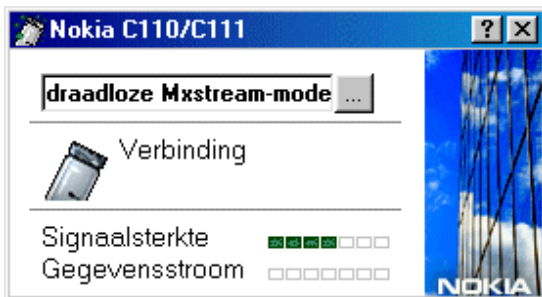 Nokia C110/C111
draadloze Mxstream-mode
...
Verbinding
Signaalsterkte
Gegevensstroom
NOKIA